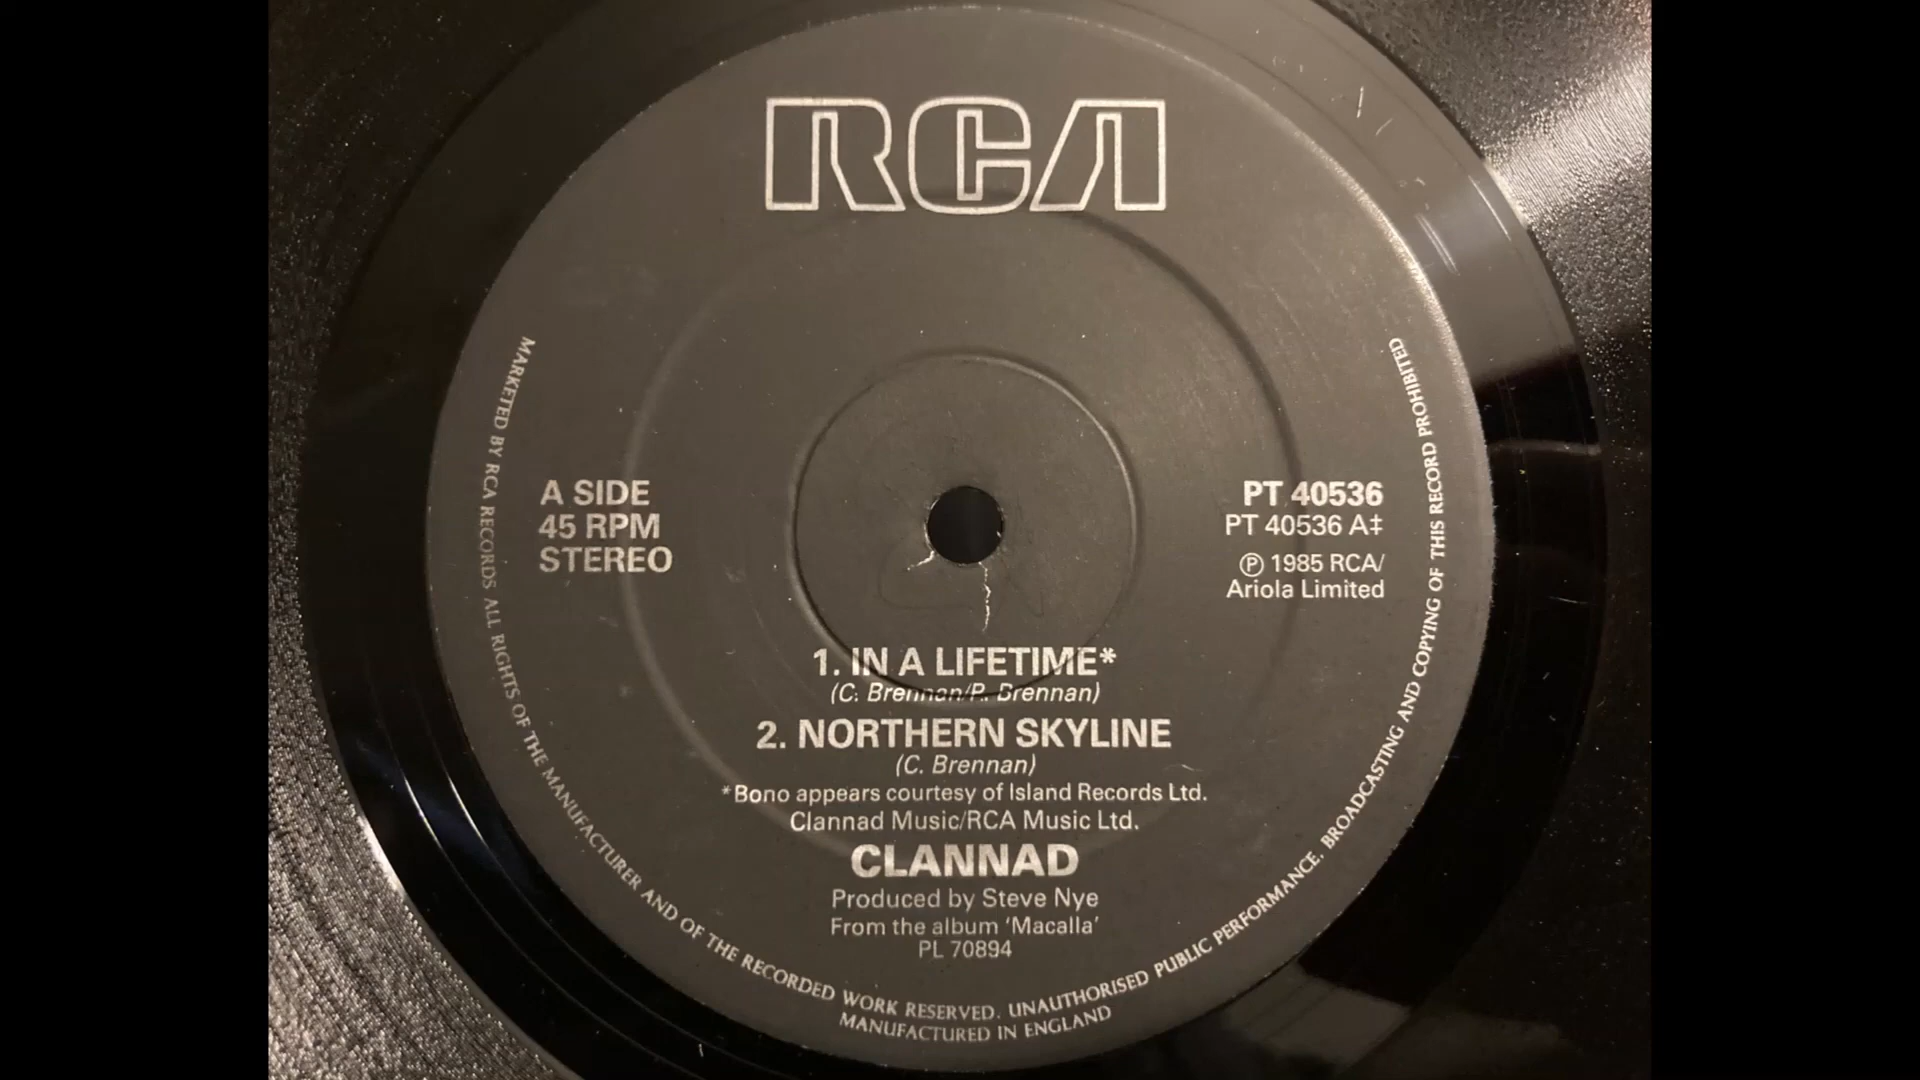 RCA
A SIDE
45 RPM
STEREO
PT 40536
PT 40536 A‡
℗ 1985 RCA/
Ariola Limited
1. IN A LIFETIME*
(C. Brennan/P. Brennan)
2. NORTHERN SKYLINE
(C. Brennan)
*Bono appears courtesy of Island Records Ltd.
Clannad Music/RCA Music Ltd.
CLANNAD
Produced by Steve Nye
From the album ‘Macalla’
PL 70894
MARKETED BY RCA RECORDS ALL RIGHTS OF THE MANUFACTURER AND OF THE RECORDED WORK RESERVED. UNAUTHORISED PUBLIC PERFORMANCE, BROADCASTING AND COPYING OF THIS RECORD PROHIBITED
MANUFACTURED IN ENGLAND